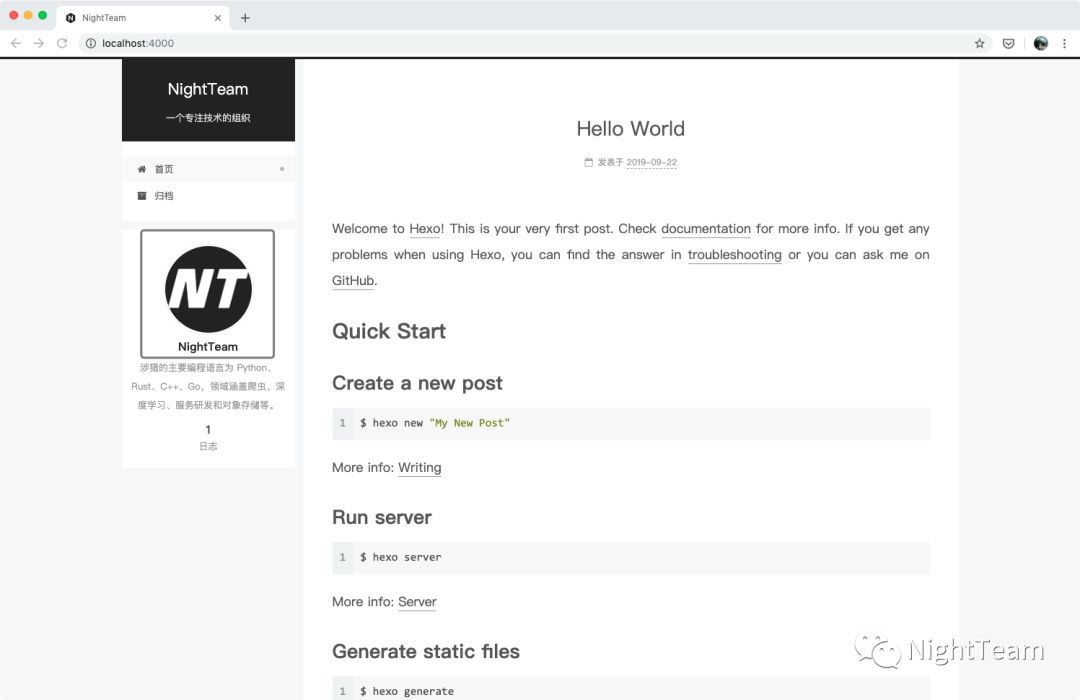 NightTeam
localhost:4000
NightTeam
一个专注技术的组织
首页
归档
NT
NightTeam
涉猎的主要编程语言为 Python、
Rust、C++、Go，领域涵盖爬虫、深
度学习、服务研发和对象存储等。
1
日志
Hello World
发表于 2019-09-22
Welcome to Hexo! This is your very first post. Check documentation for more info. If you get any
problems when using Hexo, you can find the answer in troubleshooting or you can ask me on
GitHub.
Quick Start
Create a new post
1 $ hexo new "My New Post"
More info: Writing
Run server
1 $ hexo server
More info: Server
Generate static files
1 $ hexo generate
NightTeam